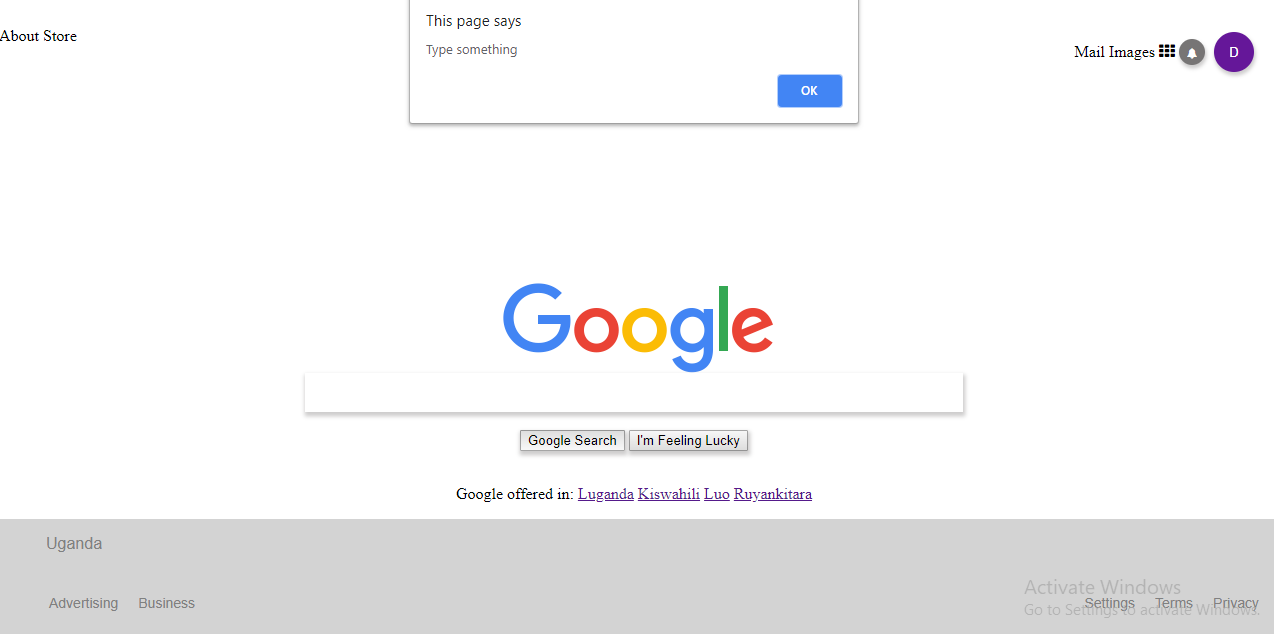 This page says
Type something
OK
About Store
Mail Images
D
Google
Google Search I'm Feeling Lucky
Google offered in: Luganda Kiswahili Luo Ruyankitara
Uganda
Activate Windows
Go to Settings to activate Windows.
Advertising Business Settings Terms Privacy